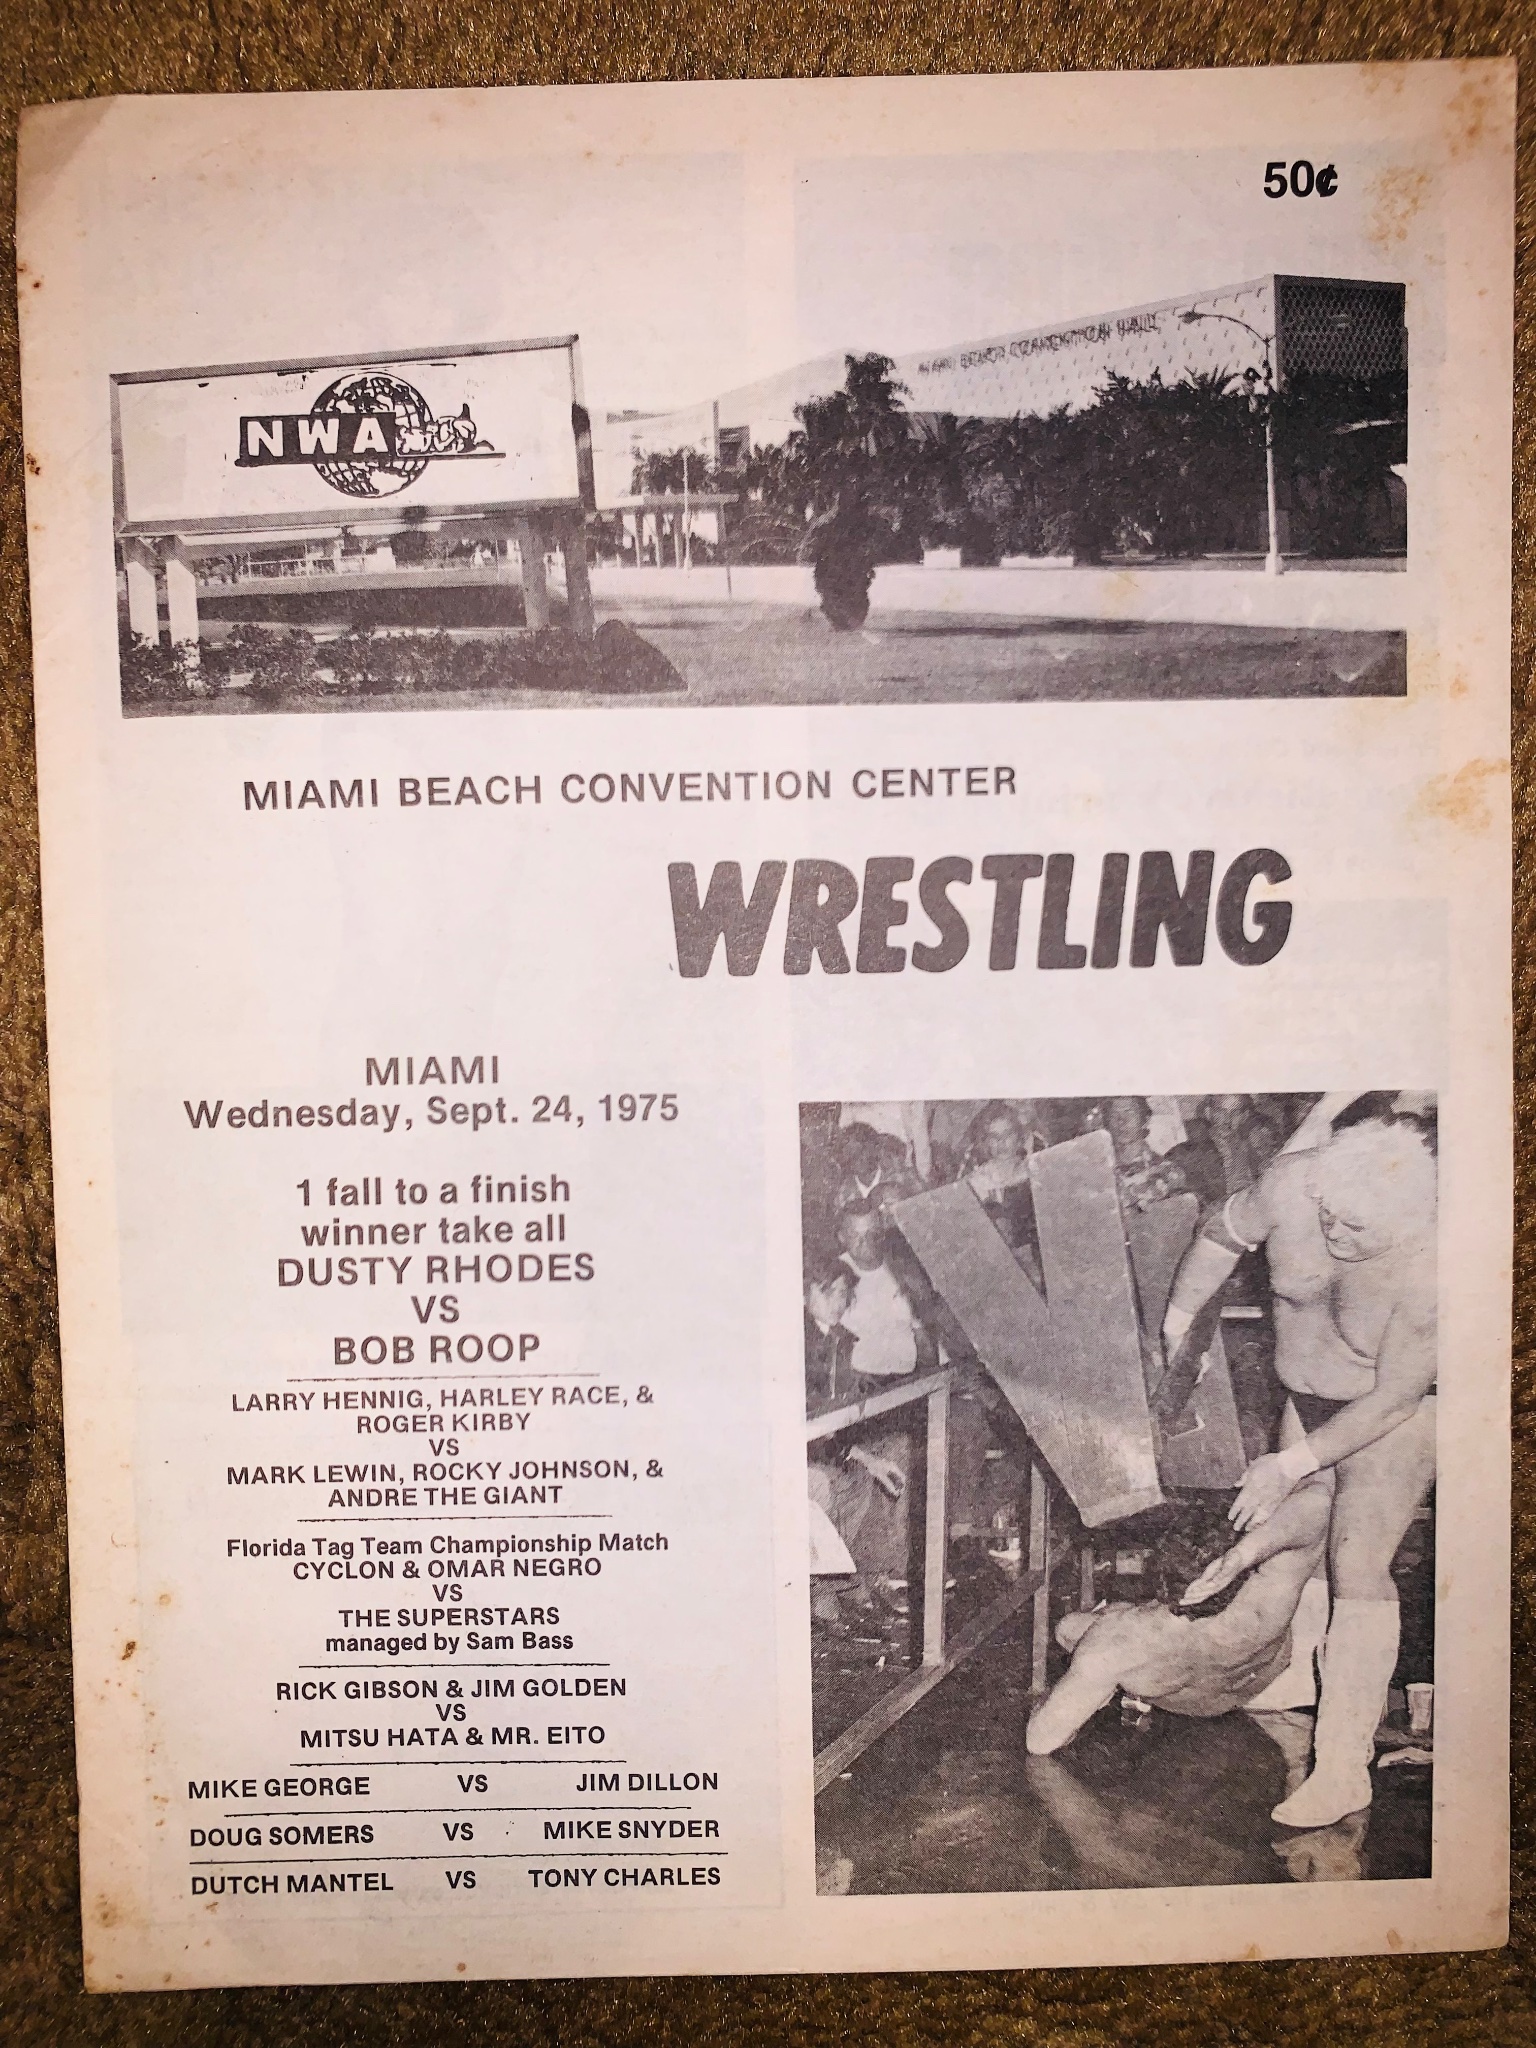 50¢
NWA
MIAMI BEACH CONVENTION HALL
MIAMI BEACH CONVENTION CENTER
WRESTLING
MIAMI
Wednesday, Sept. 24, 1975
1 fall to a finish
winner take all
DUSTY RHODES
VS
BOB ROOP
LARRY HENNIG, HARLEY RACE, &
ROGER KIRBY
VS
MARK LEWIN, ROCKY JOHNSON, &
ANDRE THE GIANT
Florida Tag Team Championship Match
CYCLON & OMAR NEGRO
VS
THE SUPERSTARS
managed by Sam Bass
RICK GIBSON & JIM GOLDEN
VS
MITSU HATA & MR. EITO
MIKE GEORGE VS JIM DILLON
DOUG SOMERS VS MIKE SNYDER
DUTCH MANTEL VS TONY CHARLES